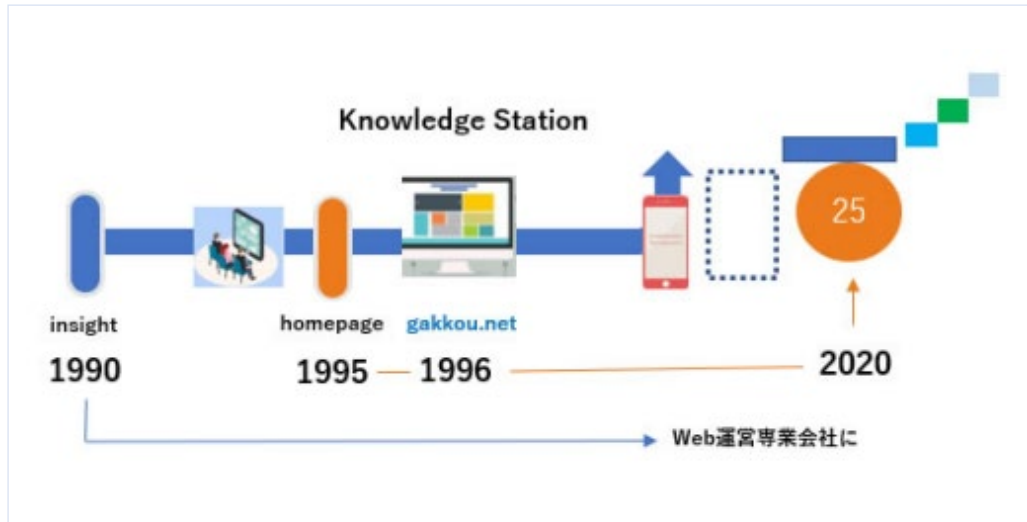 Knowledge Station
25
insight
homepage
gakkou.net
1990
1995
1996
2020
Web運営専業会社に